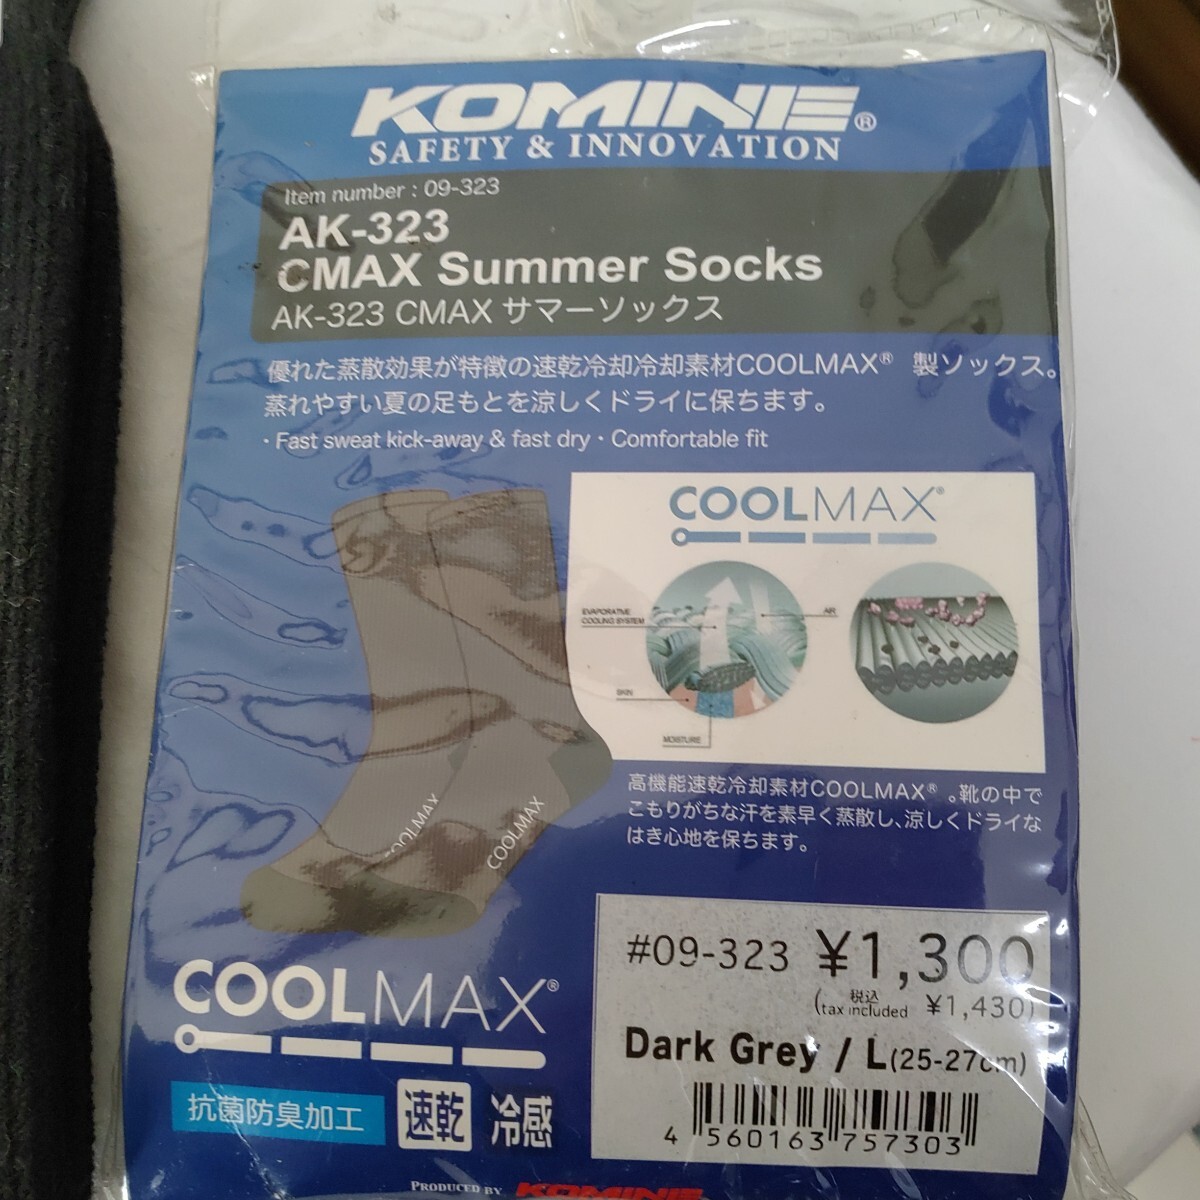 KOMINE®
SAFETY & INNOVATION
Item number : 09-323
AK-323
CMAX Summer Socks
AK-323 CMAX サマーソックス
優れた蒸散効果が特徴の速乾冷却冷却素材COOLMAX® 製ソックス。
蒸れやすい夏の足もとを涼しくドライに保ちます。
・Fast sweat kick-away & fast dry・Comfortable fit
COOLMAX®
EVAPORATIVE
COOLING SYSTEM
AIR
SKIN
MOISTURE
COOLMAX
COOLMAX
高機能速乾冷却素材COOLMAX® 。靴の中で
こもりがちな汗を素早く蒸散し、涼しくドライな
はき心地を保ちます。
#09-323 ¥1,300
(税込 tax included ¥1,430)
Dark Grey / L(25-27cm)
4 560163 757303
COOLMAX®
抗菌防臭加工 速乾 冷感
PRODUCED BY KOMINE